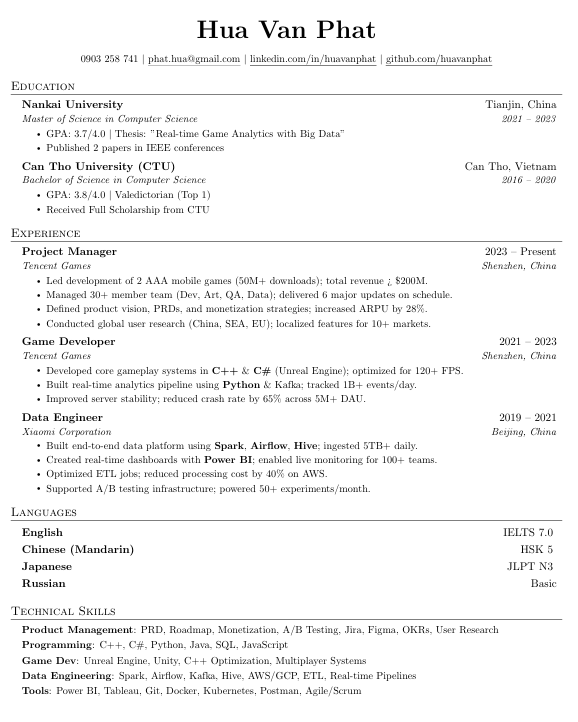 Hua Van Phat
0903 258 741 | phat.hua@gmail.com | linkedin.com/in/huavanphat | github.com/huavanphat
Education
Nankai University Tianjin, China
Master of Science in Computer Science 2021 – 2023
• GPA: 3.7/4.0 | Thesis: ”Real-time Game Analytics with Big Data”
• Published 2 papers in IEEE conferences
Can Tho University (CTU) Can Tho, Vietnam
Bachelor of Science in Computer Science 2016 – 2020
• GPA: 3.8/4.0 | Valedictorian (Top 1)
• Received Full Scholarship from CTU
Experience
Project Manager 2023 – Present
Tencent Games Shenzhen, China
• Led development of 2 AAA mobile games (50M+ downloads); total revenue ¿ $200M.
• Managed 30+ member team (Dev, Art, QA, Data); delivered 6 major updates on schedule.
• Defined product vision, PRDs, and monetization strategies; increased ARPU by 28%.
• Conducted global user research (China, SEA, EU); localized features for 10+ markets.
Game Developer 2021 – 2023
Tencent Games Shenzhen, China
• Developed core gameplay systems in C++ & C# (Unreal Engine); optimized for 120+ FPS.
• Built real-time analytics pipeline using Python & Kafka; tracked 1B+ events/day.
• Improved server stability; reduced crash rate by 65% across 5M+ DAU.
Data Engineer 2019 – 2021
Xiaomi Corporation Beijing, China
• Built end-to-end data platform using Spark, Airflow, Hive; ingested 5TB+ daily.
• Created real-time dashboards with Power BI; enabled live monitoring for 100+ teams.
• Optimized ETL jobs; reduced processing cost by 40% on AWS.
• Supported A/B testing infrastructure; powered 50+ experiments/month.
Languages
English IELTS 7.0
Chinese (Mandarin) HSK 5
Japanese JLPT N3
Russian Basic
Technical Skills
Product Management: PRD, Roadmap, Monetization, A/B Testing, Jira, Figma, OKRs, User Research
Programming: C++, C#, Python, Java, SQL, JavaScript
Game Dev: Unreal Engine, Unity, C++ Optimization, Multiplayer Systems
Data Engineering: Spark, Airflow, Kafka, Hive, AWS/GCP, ETL, Real-time Pipelines
Tools: Power BI, Tableau, Git, Docker, Kubernetes, Postman, Agile/Scrum